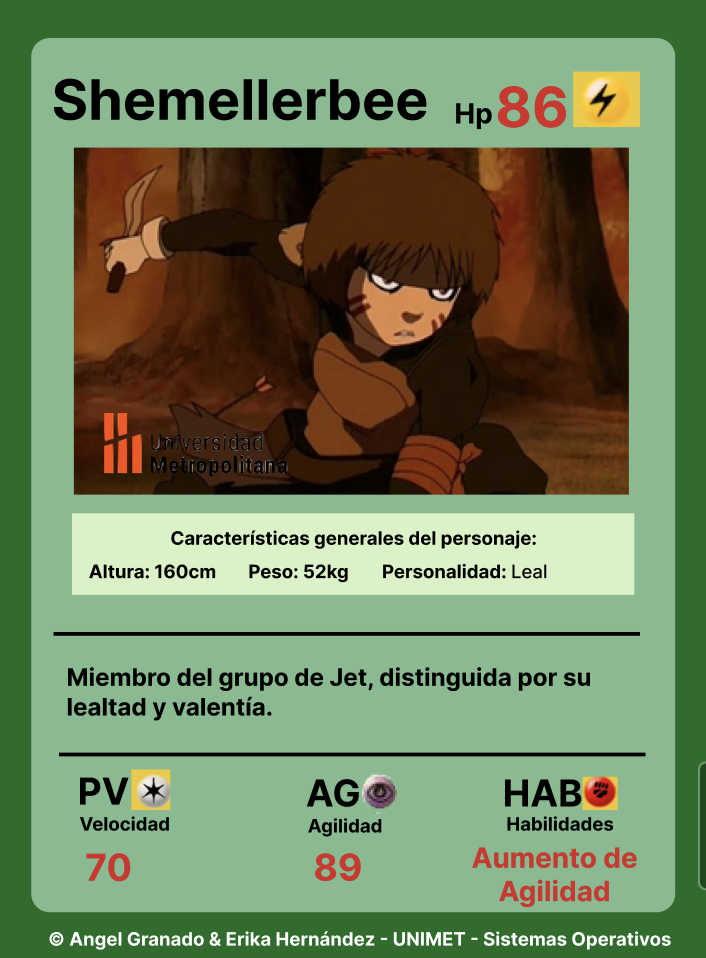 Shemellerbee Hp 86
Universidad
Metropolitana
Características generales del personaje:
Altura: 160cm Peso: 52kg Personalidad: Leal
Miembro del grupo de Jet, distinguida por su
lealtad y valentía.
PV AG HAB
Velocidad Agilidad Habilidades
70 89 Aumento de
Agilidad
© Angel Granado & Erika Hernández - UNIMET - Sistemas Operativos